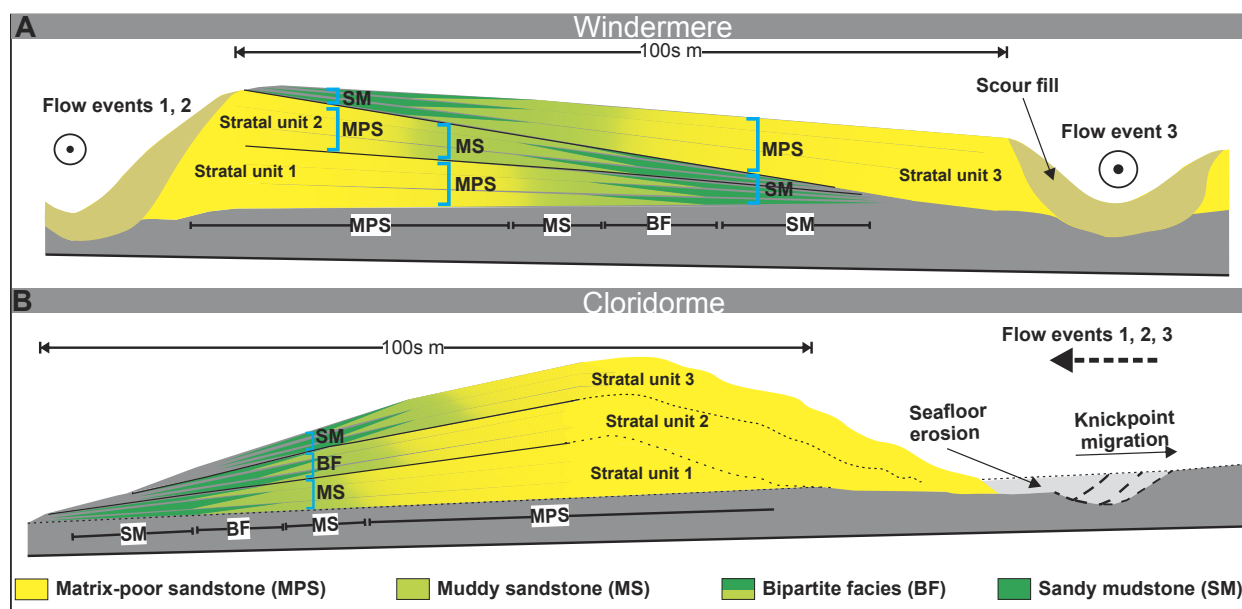 A
Windermere
100s m
Flow events 1, 2
SM
Scour fill
Stratal unit 2
MPS
Flow event 3
MS
MPS
Stratal unit 1
MPS
SM
Stratal unit 3
MPS
MS
BF
SM
B
Cloridorme
100s m
Flow events 1, 2, 3
Stratal unit 3
Seafloor
erosion
Knickpoint
migration
Stratal unit 2
SM
BF
Stratal unit 1
MS
SM
BF
MS
MPS
Matrix-poor sandstone (MPS)
Muddy sandstone (MS)
Bipartite facies (BF)
Sandy mudstone (SM)